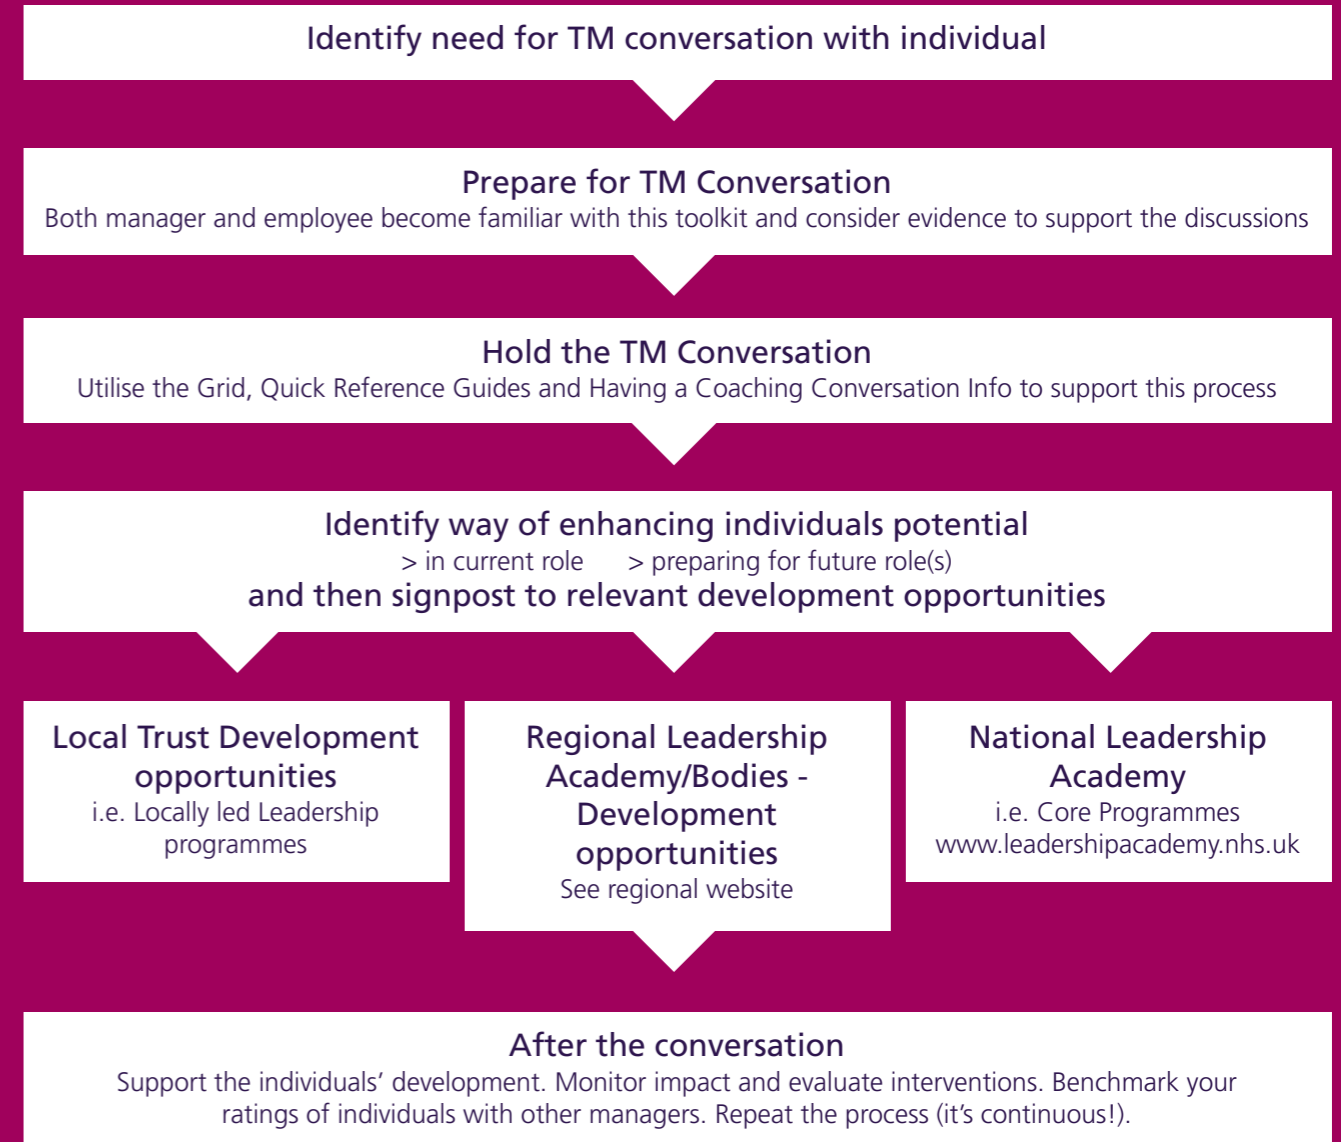 Identify need for TM conversation with individual
Prepare for TM Conversation
Both manager and employee become familiar with this toolkit and consider evidence to support the discussions
Hold the TM Conversation
Utilise the Grid, Quick Reference Guides and Having a Coaching Conversation Info to support this process
Identify way of enhancing individuals potential
> in current role > preparing for future role(s)
and then signpost to relevant development opportunities
Local Trust Development
opportunities
i.e. Locally led Leadership
programmes
Regional Leadership
Academy/Bodies -
Development
opportunities
See regional website
National Leadership
Academy
i.e. Core Programmes
www.leadershipacademy.nhs.uk
After the conversation
Support the individuals’ development. Monitor impact and evaluate interventions. Benchmark your
ratings of individuals with other managers. Repeat the process (it’s continuous!).